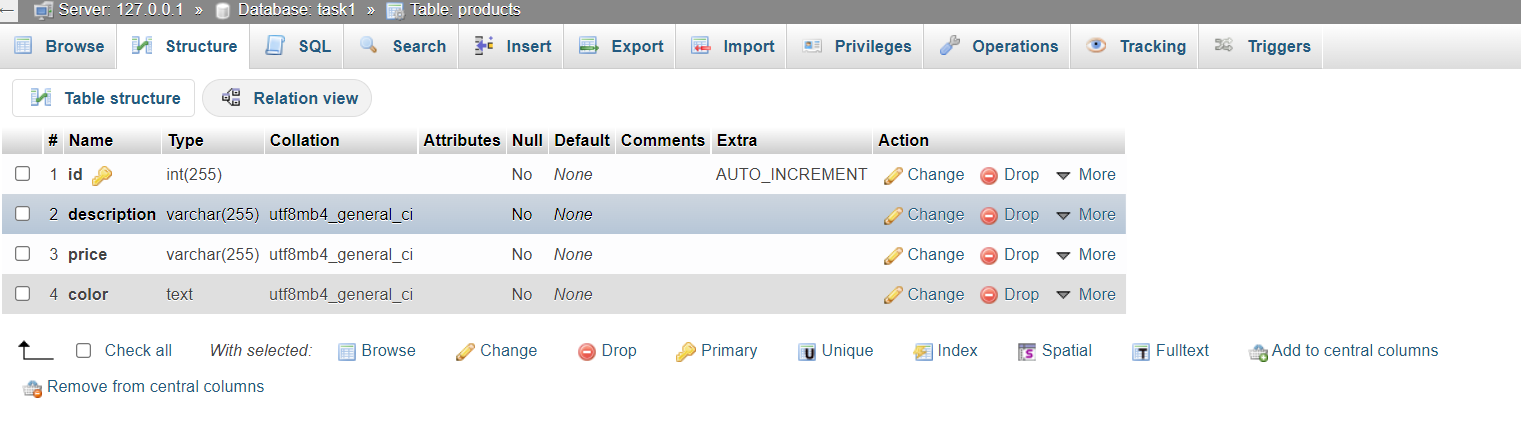 ← Server: 127.0.0.1 » Database: task1 » Table: products
Browse Structure SQL Search Insert Export Import Privileges Operations Tracking Triggers
Table structure Relation view
# Name Type Collation Attributes Null Default Comments Extra Action
1 id int(255) No None AUTO_INCREMENT Change Drop More
2 description varchar(255) utf8mb4_general_ci No None Change Drop More
3 price varchar(255) utf8mb4_general_ci No None Change Drop More
4 color text utf8mb4_general_ci No None Change Drop More
Check all With selected: Browse Change Drop Primary U Unique Index S Spatial T Fulltext Add to central columns
Remove from central columns